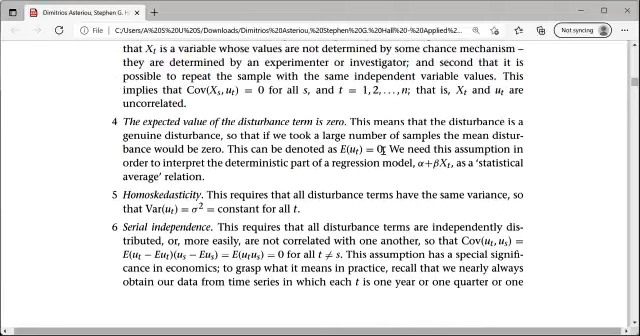 Dimitrios Asteriou, Stephen G. H
File
C:/Users/A%20S%20U%20S/Downloads/Dimitrios%20Asteriou,%20Stephen%20G.%20Hall%20-%20Applied%2...
Not syncing
that Xt is a variable whose values are not determined by some chance mechanism –
they are determined by an experimenter or investigator; and second that it is
possible to repeat the sample with the same independent variable values. This
implies that Cov(Xs, ut) = 0 for all s, and t = 1, 2, . . . , n; that is, Xt and ut are
uncorrelated.
4 The expected value of the disturbance term is zero. This means that the disturbance is a
genuine disturbance, so that if we took a large number of samples the mean distur-
bance would be zero. This can be denoted as E(ut) = 0. We need this assumption in
order to interpret the deterministic part of a regression model, α+βXt, as a ‘statistical
average’ relation.
5 Homoskedasticity. This requires that all disturbance terms have the same variance, so
that Var(ut) = σ² = constant for all t.
6 Serial independence. This requires that all disturbance terms are independently dis-
tributed, or, more easily, are not correlated with one another, so that Cov(ut, us) =
E(ut − Eut)(us − Eus) = E(utus) = 0 for all t ≠ s. This assumption has a special signifi-
cance in economics; to grasp what it means in practice, recall that we nearly always
obtain our data from time series in which each t is one year or one quarter or one